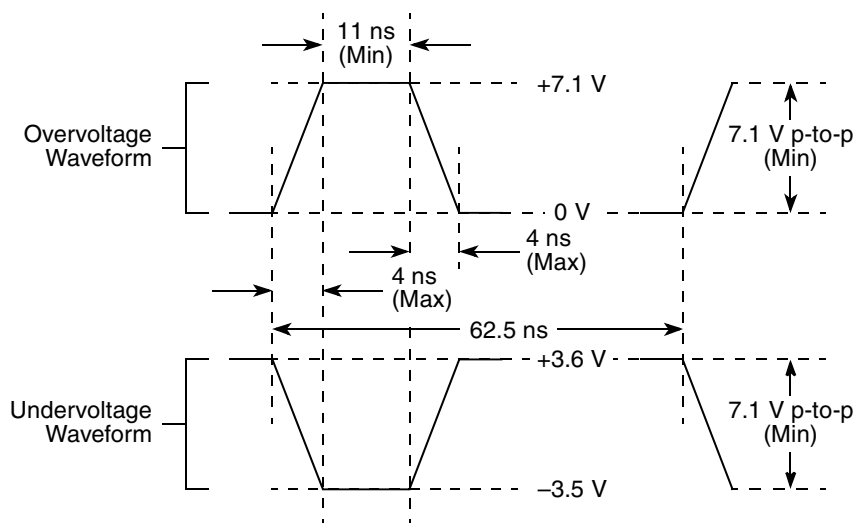 11 ns
(Min)
+7.1 V
Overvoltage
Waveform
7.1 V p-to-p
(Min)
0 V
4 ns
(Max)
4 ns
(Max)
62.5 ns
+3.6 V
Undervoltage
Waveform
7.1 V p-to-p
(Min)
–3.5 V